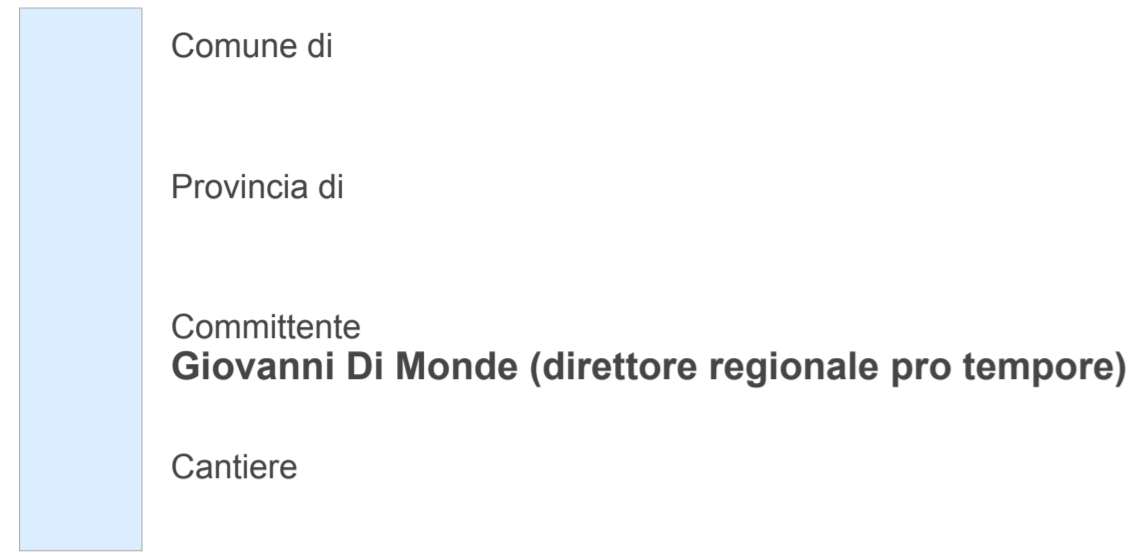 Comune di
Provincia di
Committente
Giovanni Di Monde (direttore regionale pro tempore)
Cantiere